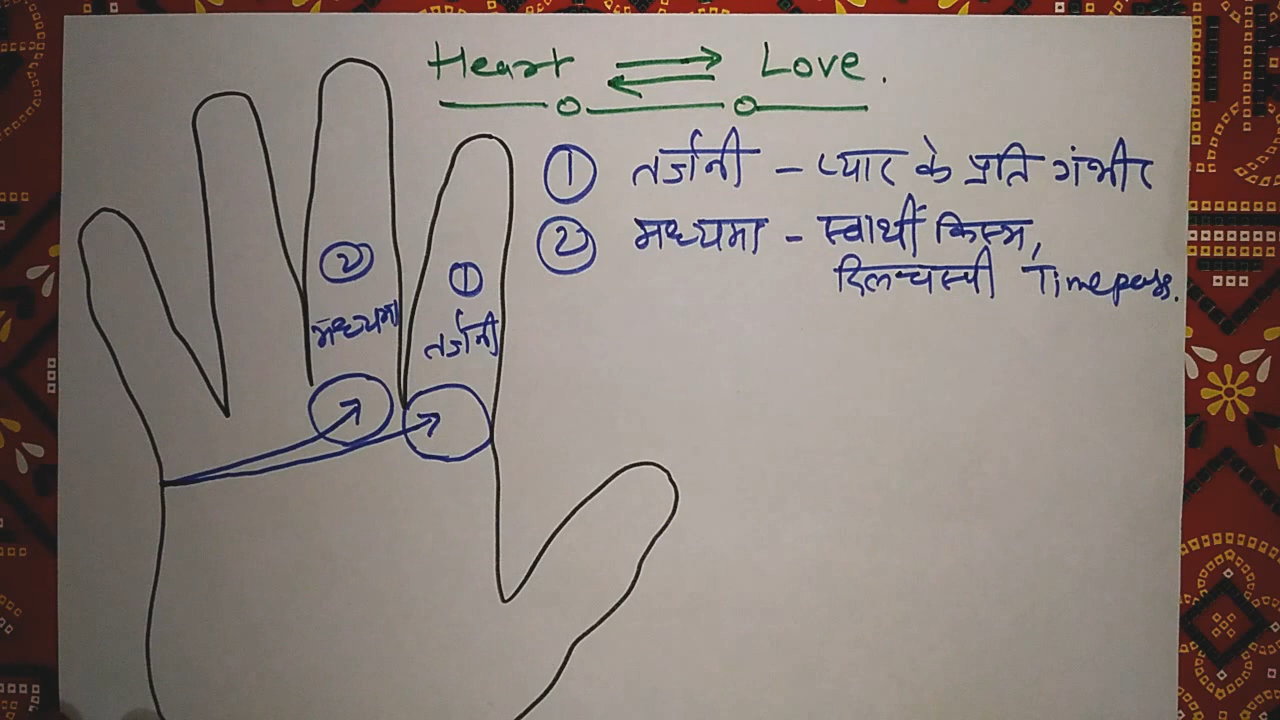 Heart ⇄ Love.
① तर्जनी - प्यार के प्रति गंभीर
② मध्यमा - स्वार्थी किस्म,
दिलचस्पी Timepass.
②
मध्यमा
①
तर्जनी